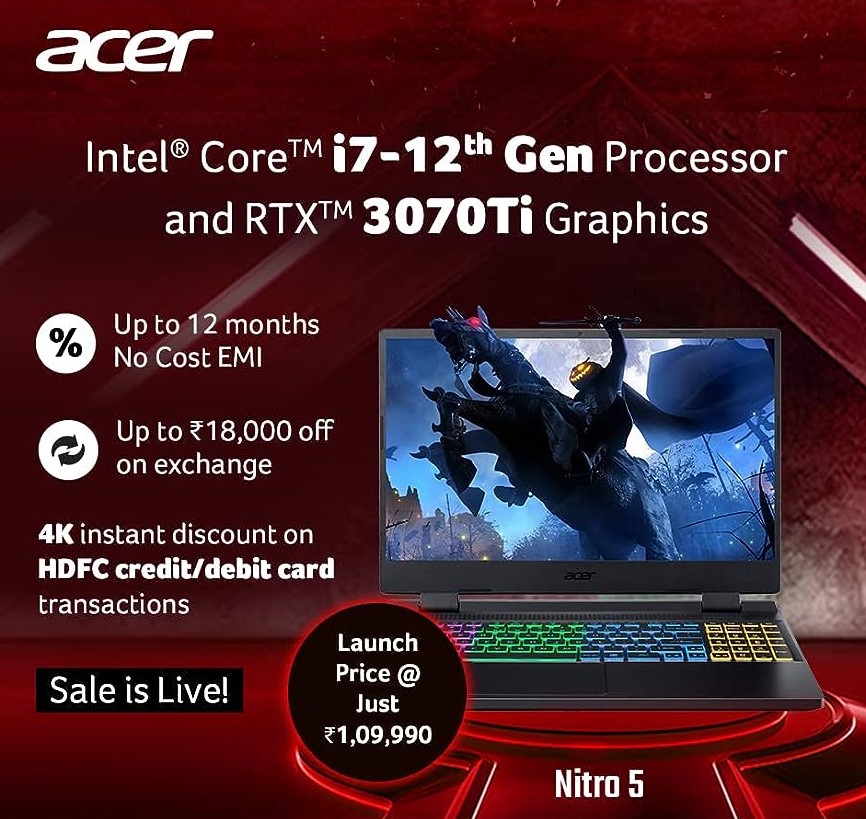 acer
Intel® Core™ i7-12th Gen Processor
and RTX™ 3070Ti Graphics
%
Up to 12 months
No Cost EMI
Up to ₹18,000 off
on exchange
4K instant discount on
HDFC credit/debit card
transactions
Sale is Live!
acer
Launch
Price @
Just
₹1,09,990
Nitro 5